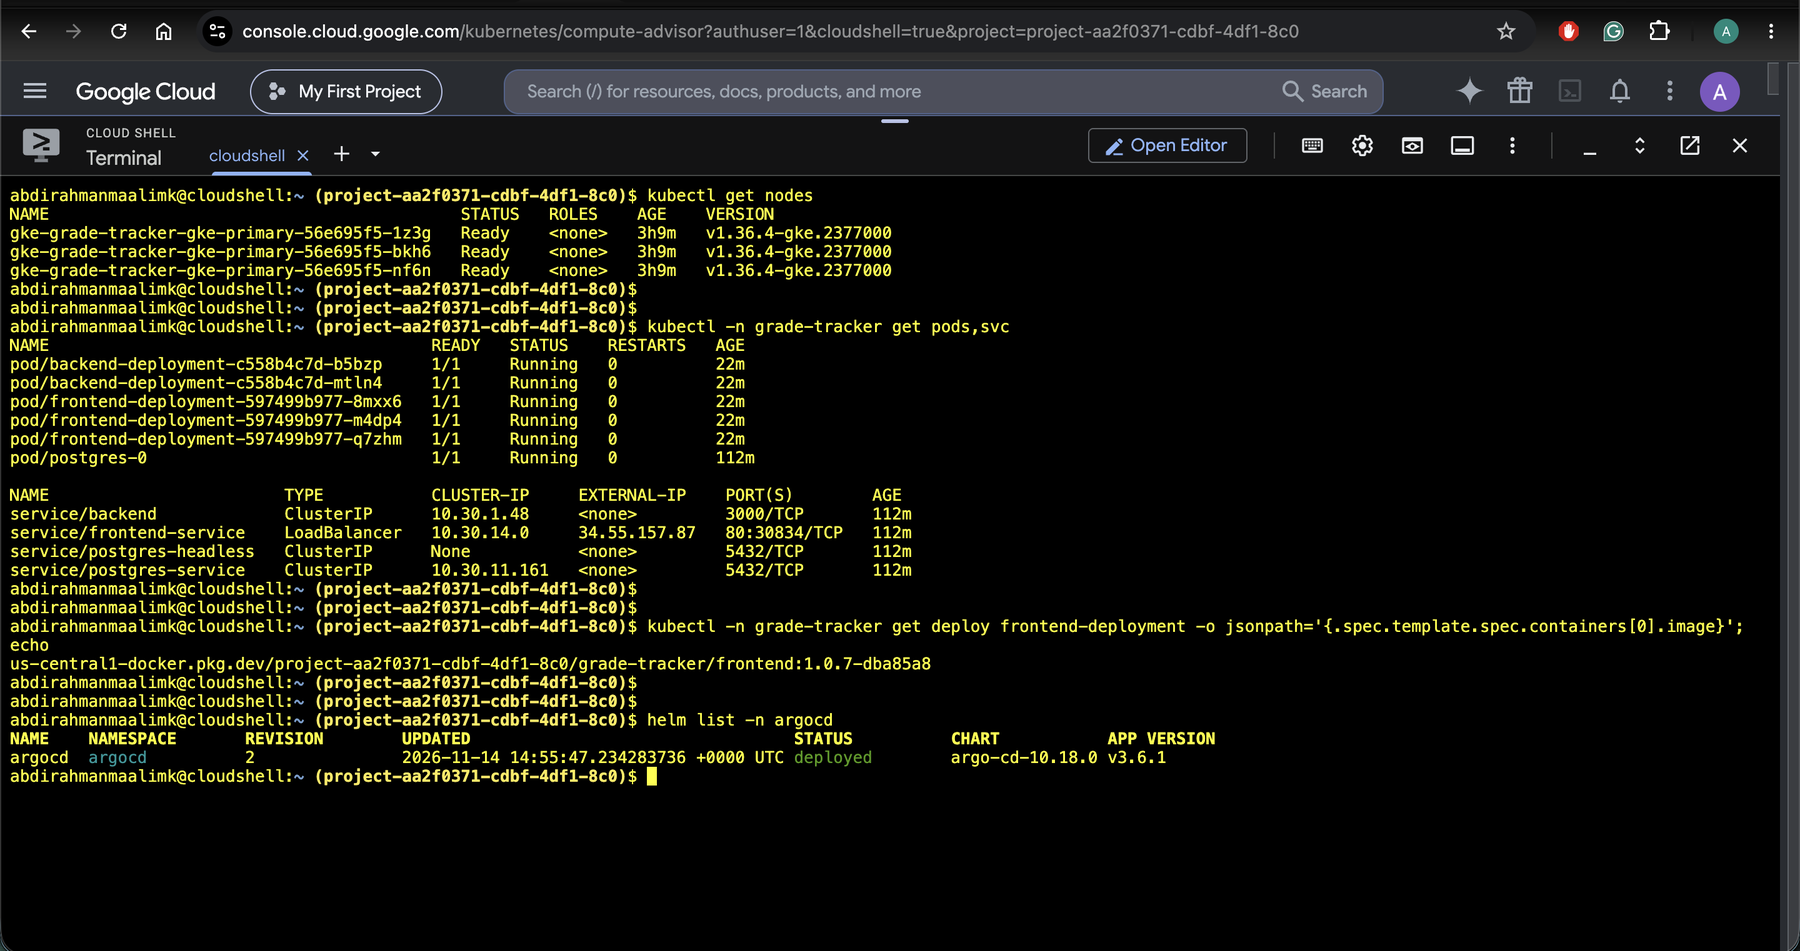 console.cloud.google.com/kubernetes/compute-advisor?authuser=1&cloudshell=true&project=project-aa2f0371-cdbf-4df1-8c0
A
Google Cloud
My First Project
Search (/) for resources, docs, products, and more
Search
A
CLOUD SHELL
Terminal
cloudshell
Open Editor
abdirahmanmaalimk@cloudshell:~ (project-aa2f0371-cdbf-4df1-8c0)$ kubectl get nodes
NAME STATUS ROLES AGE VERSION
gke-grade-tracker-gke-primary-56e695f5-1z3g Ready <none> 3h9m v1.36.4-gke.2377000
gke-grade-tracker-gke-primary-56e695f5-bkh6 Ready <none> 3h9m v1.36.4-gke.2377000
gke-grade-tracker-gke-primary-56e695f5-nf6n Ready <none> 3h9m v1.36.4-gke.2377000
abdirahmanmaalimk@cloudshell:~ (project-aa2f0371-cdbf-4df1-8c0)$
abdirahmanmaalimk@cloudshell:~ (project-aa2f0371-cdbf-4df1-8c0)$
abdirahmanmaalimk@cloudshell:~ (project-aa2f0371-cdbf-4df1-8c0)$ kubectl -n grade-tracker get pods,svc
NAME READY STATUS RESTARTS AGE
pod/backend-deployment-c558b4c7d-b5bzp 1/1 Running 0 22m
pod/backend-deployment-c558b4c7d-mtln4 1/1 Running 0 22m
pod/frontend-deployment-597499b977-8mxx6 1/1 Running 0 22m
pod/frontend-deployment-597499b977-m4dp4 1/1 Running 0 22m
pod/frontend-deployment-597499b977-q7zhm 1/1 Running 0 22m
pod/postgres-0 1/1 Running 0 112m
NAME TYPE CLUSTER-IP EXTERNAL-IP PORT(S) AGE
service/backend ClusterIP 10.30.1.48 <none> 3000/TCP 112m
service/frontend-service LoadBalancer 10.30.14.0 34.55.157.87 80:30834/TCP 112m
service/postgres-headless ClusterIP None <none> 5432/TCP 112m
service/postgres-service ClusterIP 10.30.11.161 <none> 5432/TCP 112m
abdirahmanmaalimk@cloudshell:~ (project-aa2f0371-cdbf-4df1-8c0)$
abdirahmanmaalimk@cloudshell:~ (project-aa2f0371-cdbf-4df1-8c0)$
abdirahmanmaalimk@cloudshell:~ (project-aa2f0371-cdbf-4df1-8c0)$ kubectl -n grade-tracker get deploy frontend-deployment -o jsonpath='{.spec.template.spec.containers[0].image}';
echo
us-central1-docker.pkg.dev/project-aa2f0371-cdbf-4df1-8c0/grade-tracker/frontend:1.0.7-dba85a8
abdirahmanmaalimk@cloudshell:~ (project-aa2f0371-cdbf-4df1-8c0)$
abdirahmanmaalimk@cloudshell:~ (project-aa2f0371-cdbf-4df1-8c0)$
abdirahmanmaalimk@cloudshell:~ (project-aa2f0371-cdbf-4df1-8c0)$ helm list -n argocd
NAME NAMESPACE REVISION UPDATED STATUS CHART APP VERSION
argocd argocd 2 2026-11-14 14:55:47.234283736 +0000 UTC deployed argo-cd-10.18.0 v3.6.1
abdirahmanmaalimk@cloudshell:~ (project-aa2f0371-cdbf-4df1-8c0)$